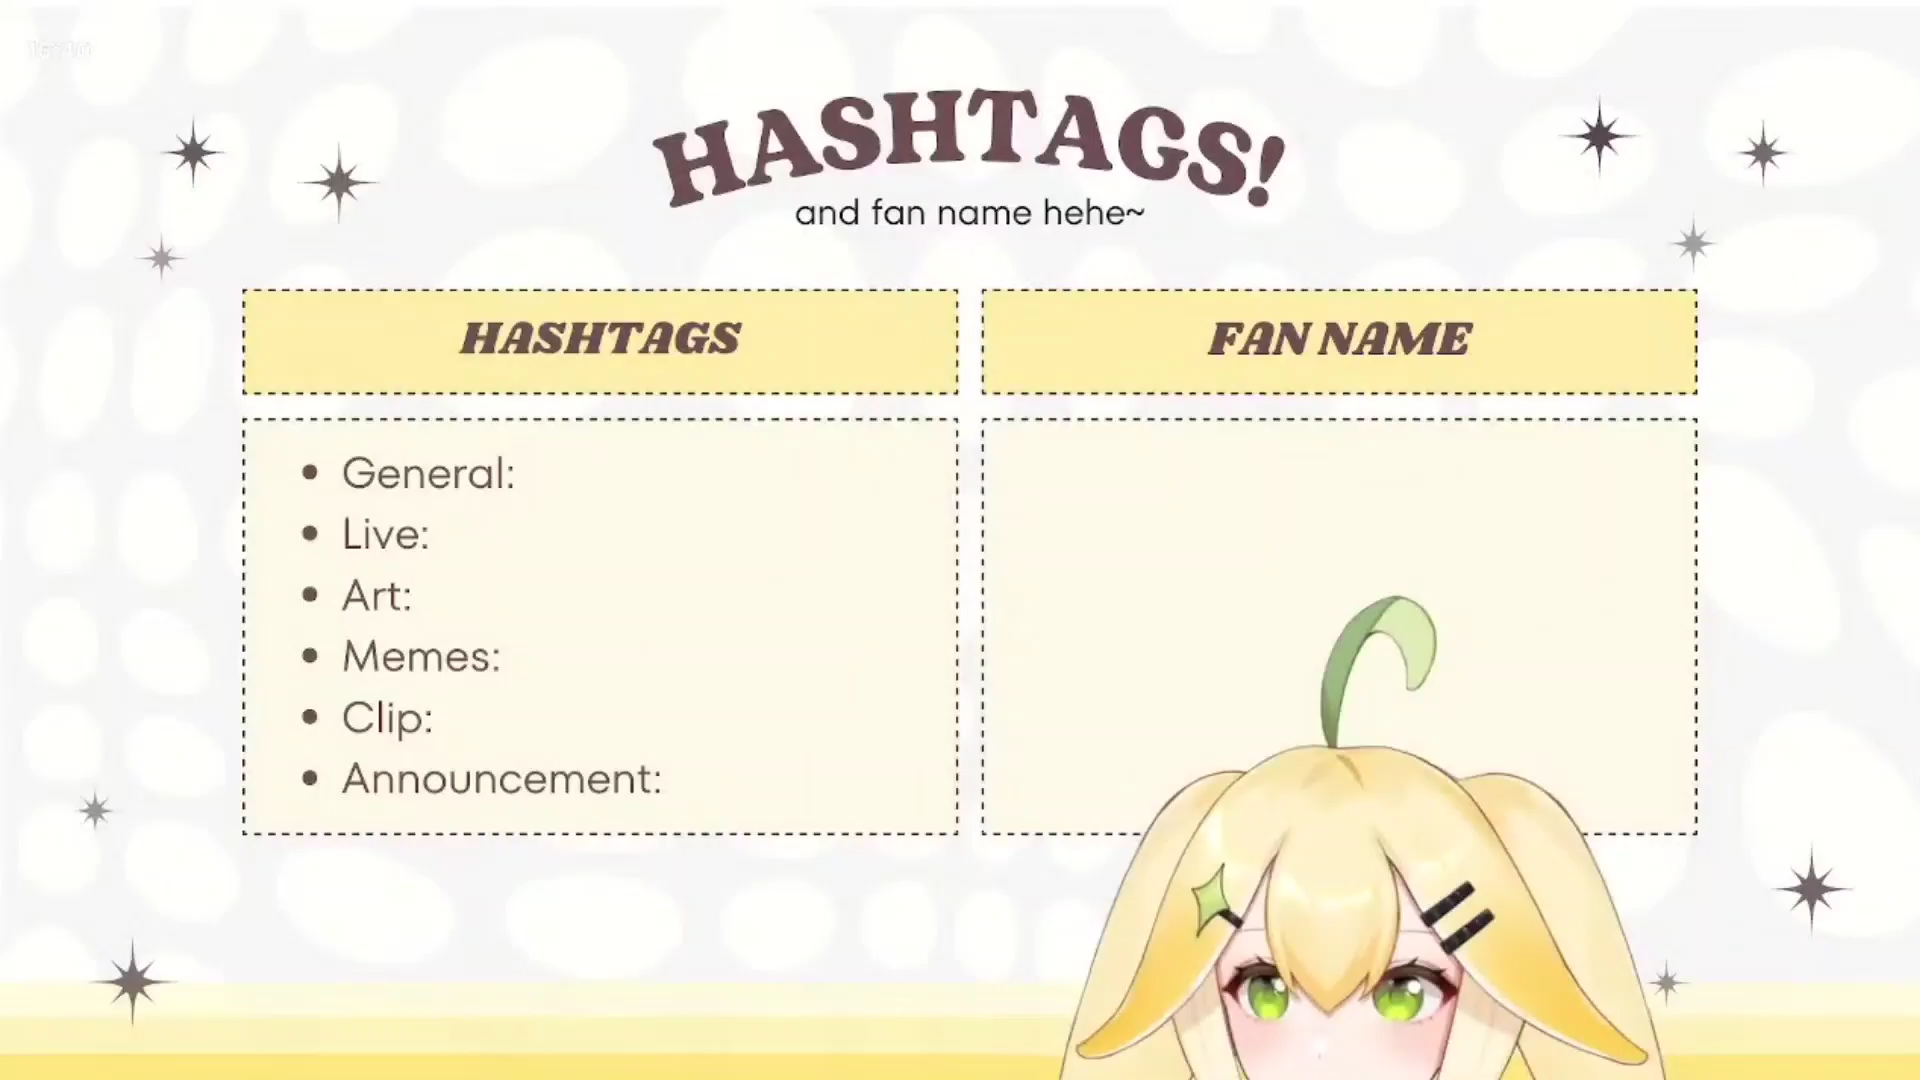 HASHTAGS!
and fan name hehe~
HASHTAGS
FAN NAME
General:
Live:
Art:
Memes:
Clip:
Announcement: